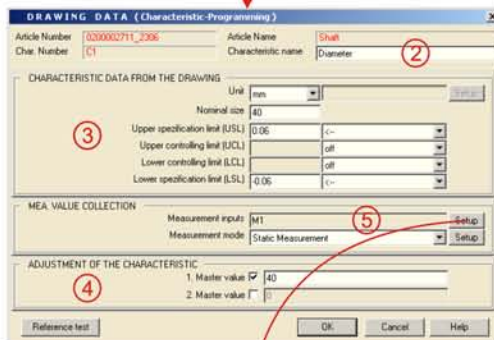 DRAWING DATA (Characteristic-Programming)
Article Number 0200002711_2306 Article Name Shaft
Char. Number C1 Characteristic name Diameter 2
CHARACTERISTIC DATA FROM THE DRAWING
Unit mm Setup
Nominal size 40
3 Upper spezification limit (USL) 0.06 <--
Upper controlling limit (UCL) off
Lower controlling limit (LCL) off
Lower spezification limit (LSL) -0.06 <--
MEA. VALUE COLLECTION
Measurement inputs M1 5 Setup
Measurement mode Static Measurement Setup
ADJUSTMENT OF THE CHARACTERISTIC
4 1. Master value 40
2. Master value 0
Reference test OK Cancel Help